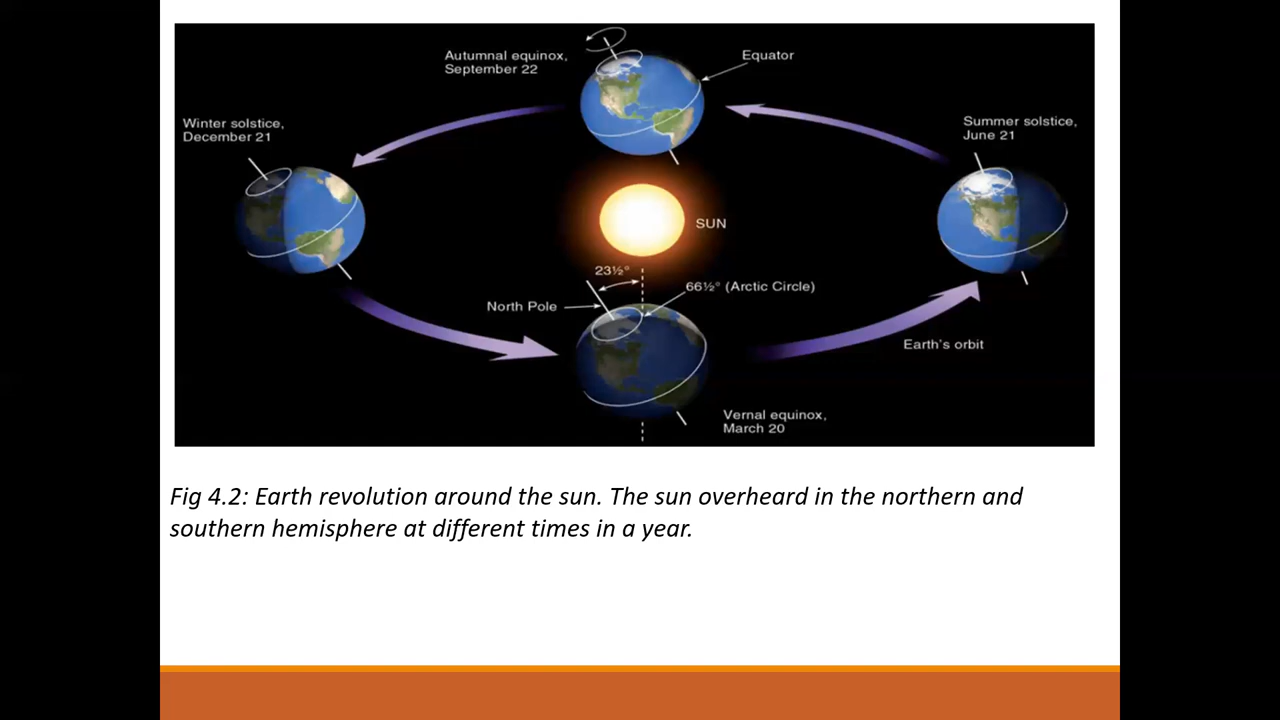 Autumnal equinox,
September 22
Equator
Winter solstice,
December 21
Summer solstice,
June 21
SUN
23½°
66½° (Arctic Circle)
North Pole
Earth's orbit
Vernal equinox,
March 20
Fig 4.2: Earth revolution around the sun. The sun overheard in the northern and
southern hemisphere at different times in a year.